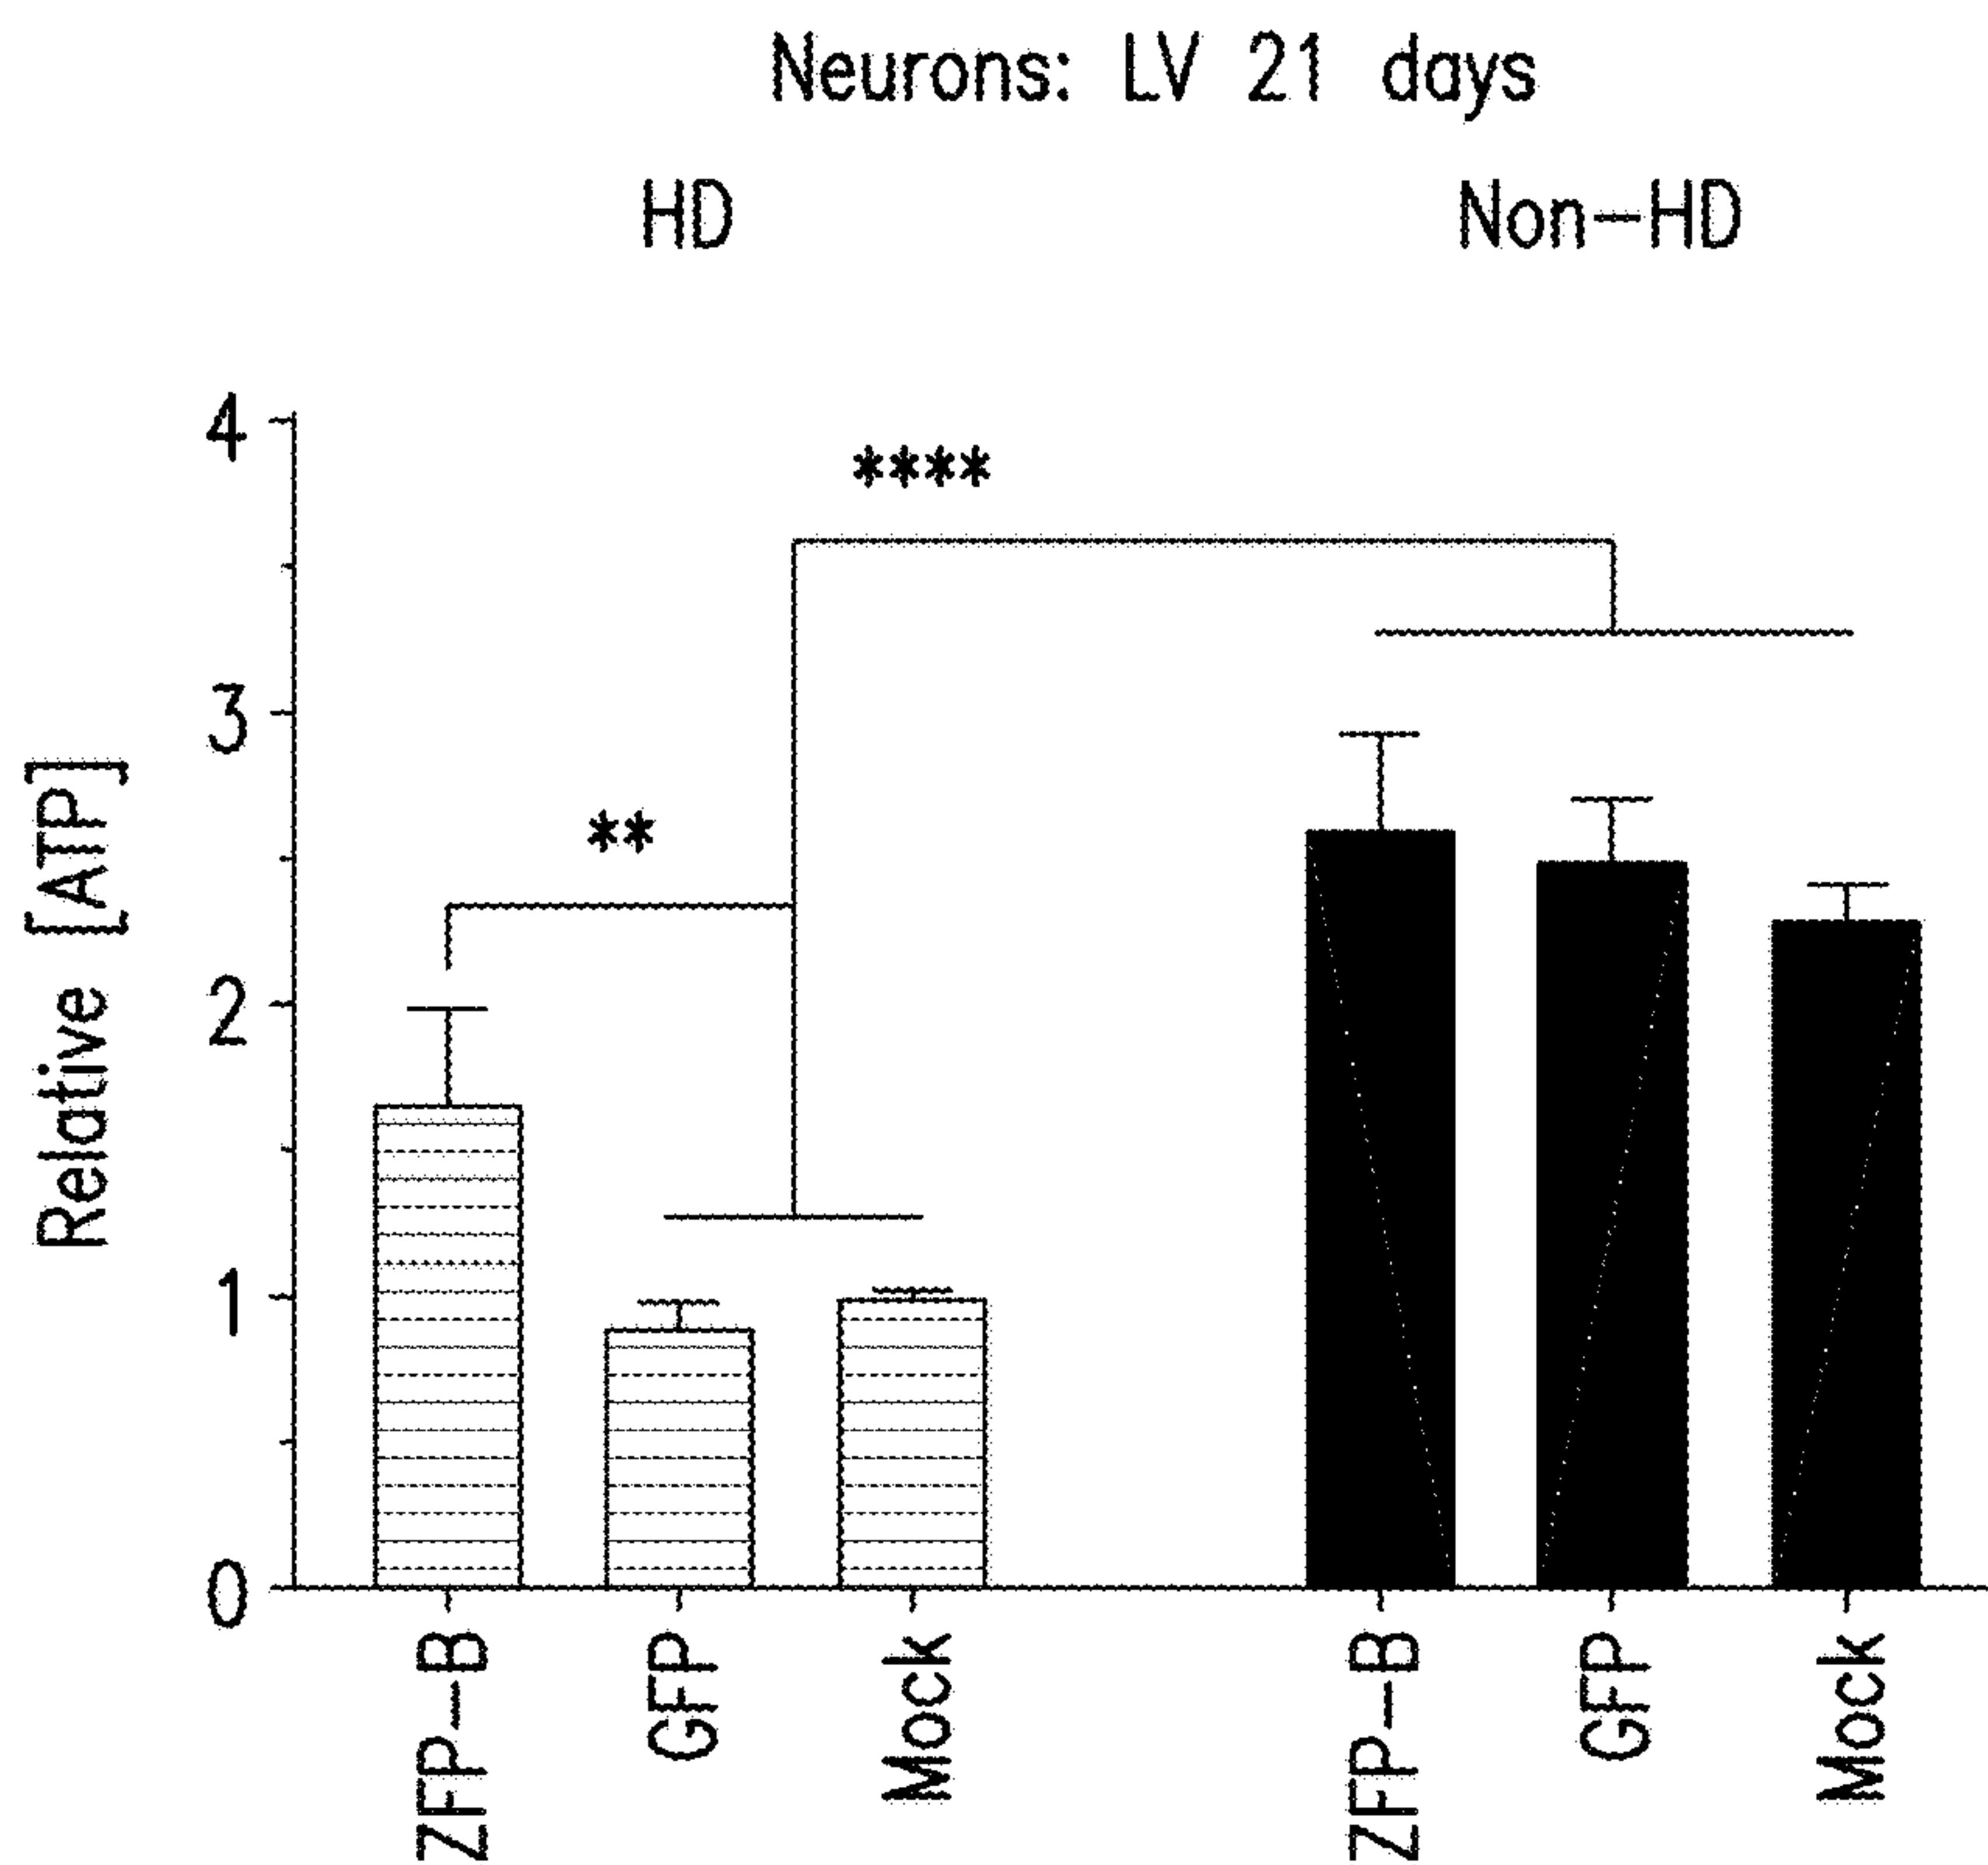 Neurons: LV 21 days
HD
Non-HD
4
3
2
1
0
Relative [ATP]
****
**
ZFP-B
GFP
Mock
ZFP-B
GFP
Mock